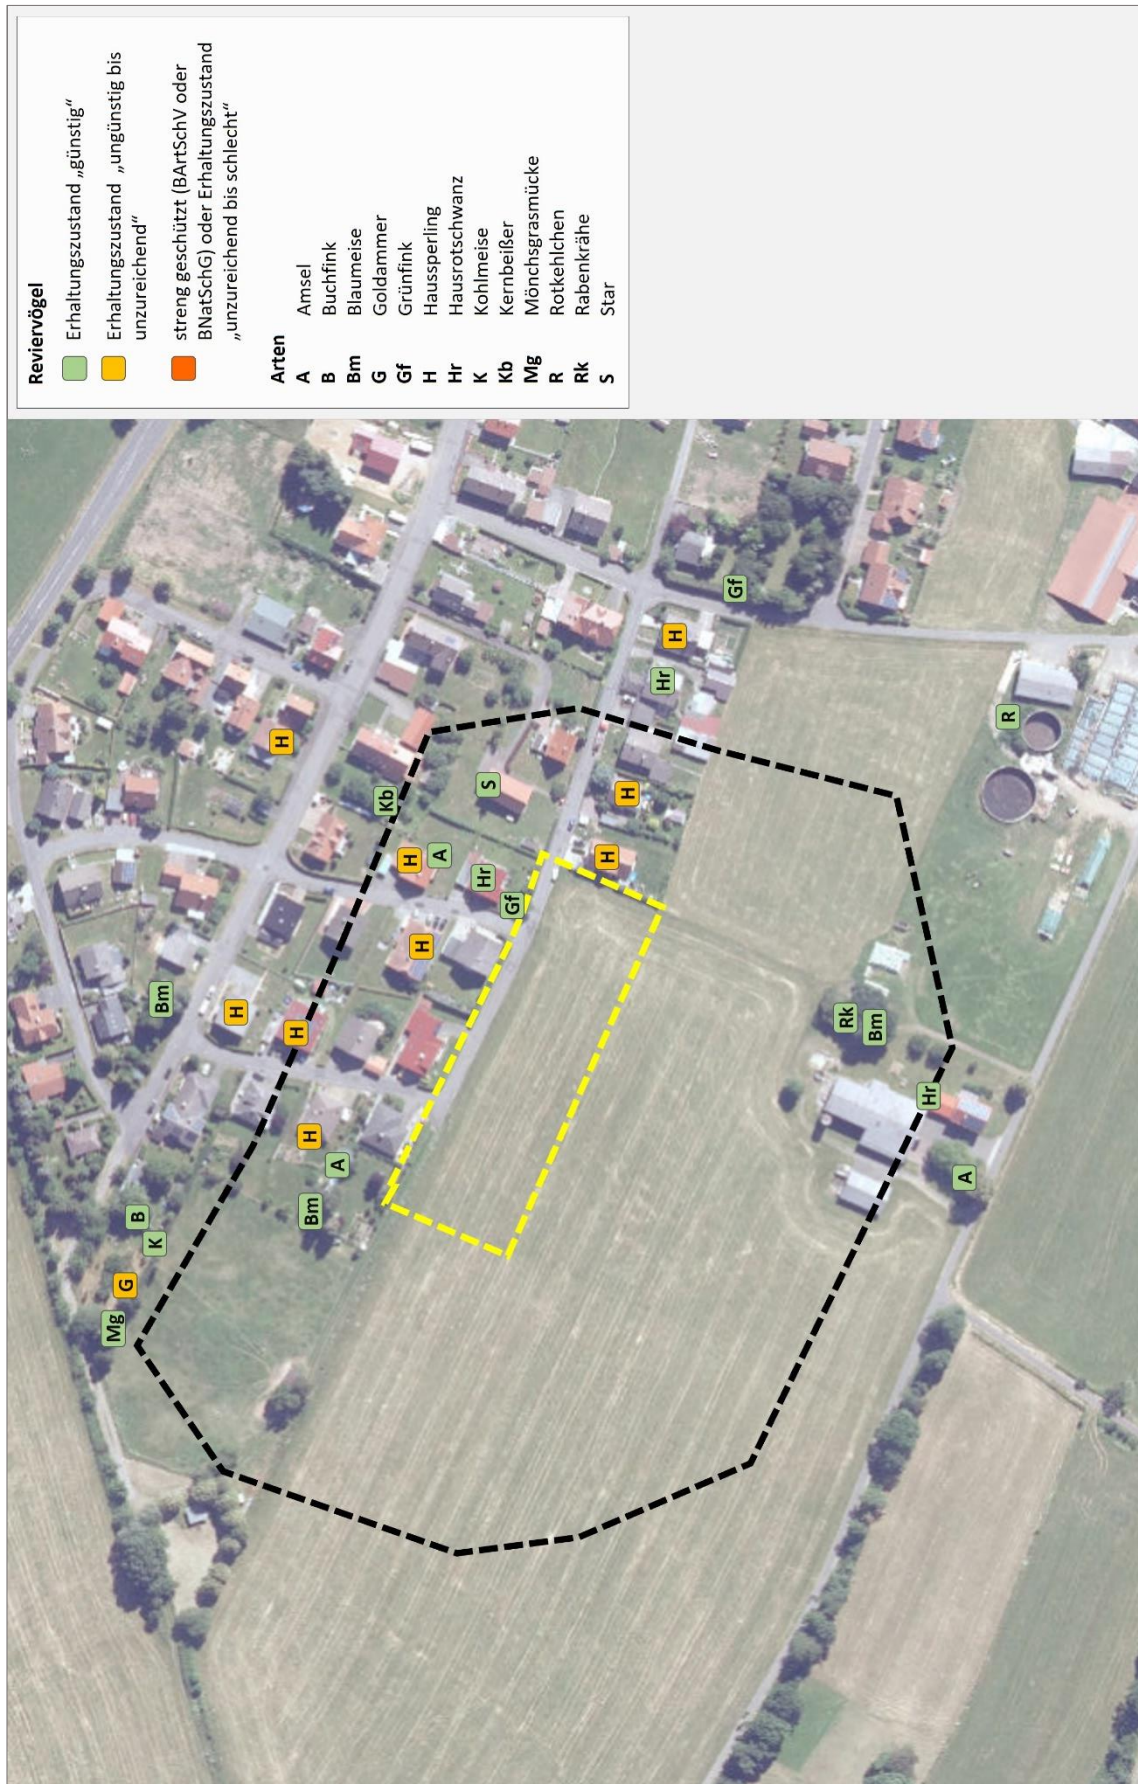 Reviervögel
Erhaltungszustand „günstig“
Erhaltungszustand „ungünstig bis
unzureichend“
streng geschützt (BArtSchV oder
BNatSchG) oder Erhaltungszustand
„unzureichend bis schlecht“
Arten
A Amsel
B Buchfink
Bm Blaumeise
G Goldammer
Gf Grünfink
H Haussperling
Hr Hausrotschwanz
K Kohlmeise
Kb Kernbeißer
Mg Mönchsgrasmücke
R Rotkehlchen
Rk Rabenkrähe
S Star
Mg
G
B
K
Bm
H
H
H
H
Bm
A
Kb
H
H
A
Hr
S
Gf
H
H
Hr
H
Gf
Rk
Bm
Hr
A
R